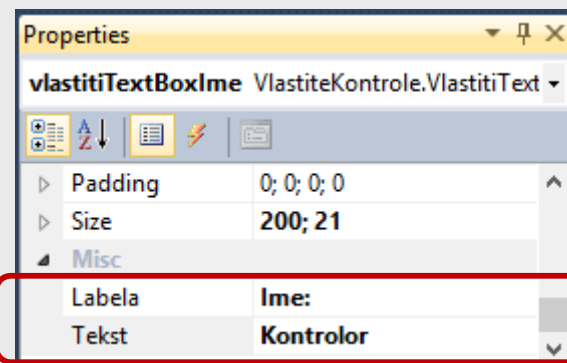 Properties
vlastitiTextBoxIme VlastiteKontrole.VlastitiText
Padding 0; 0; 0; 0
Size 200; 21
Misc
Labela Ime:
Tekst Kontrolor